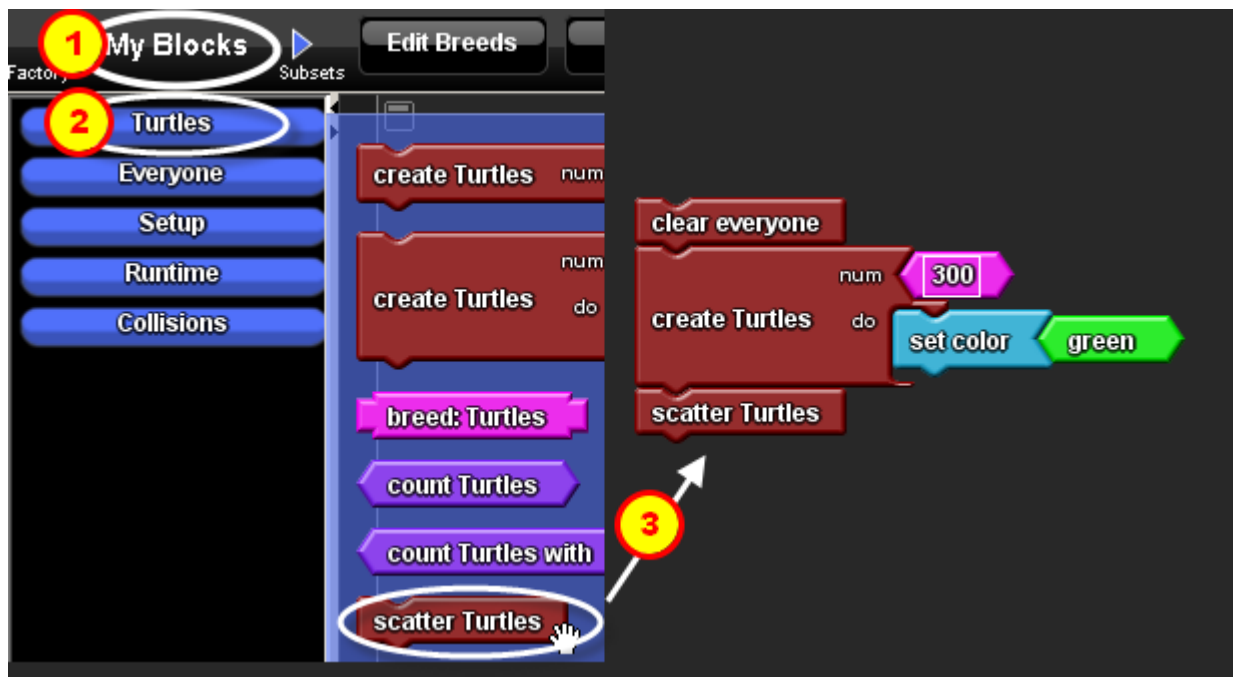 1
My Blocks
Edit Breeds
Factory
Subsets
2
Turtles
Everyone
Setup
Runtime
Collisions
create Turtles num
create Turtles num
do
breed: Turtles
count Turtles
count Turtles with
scatter Turtles
clear everyone
create Turtles num 300
do set color green
scatter Turtles
3